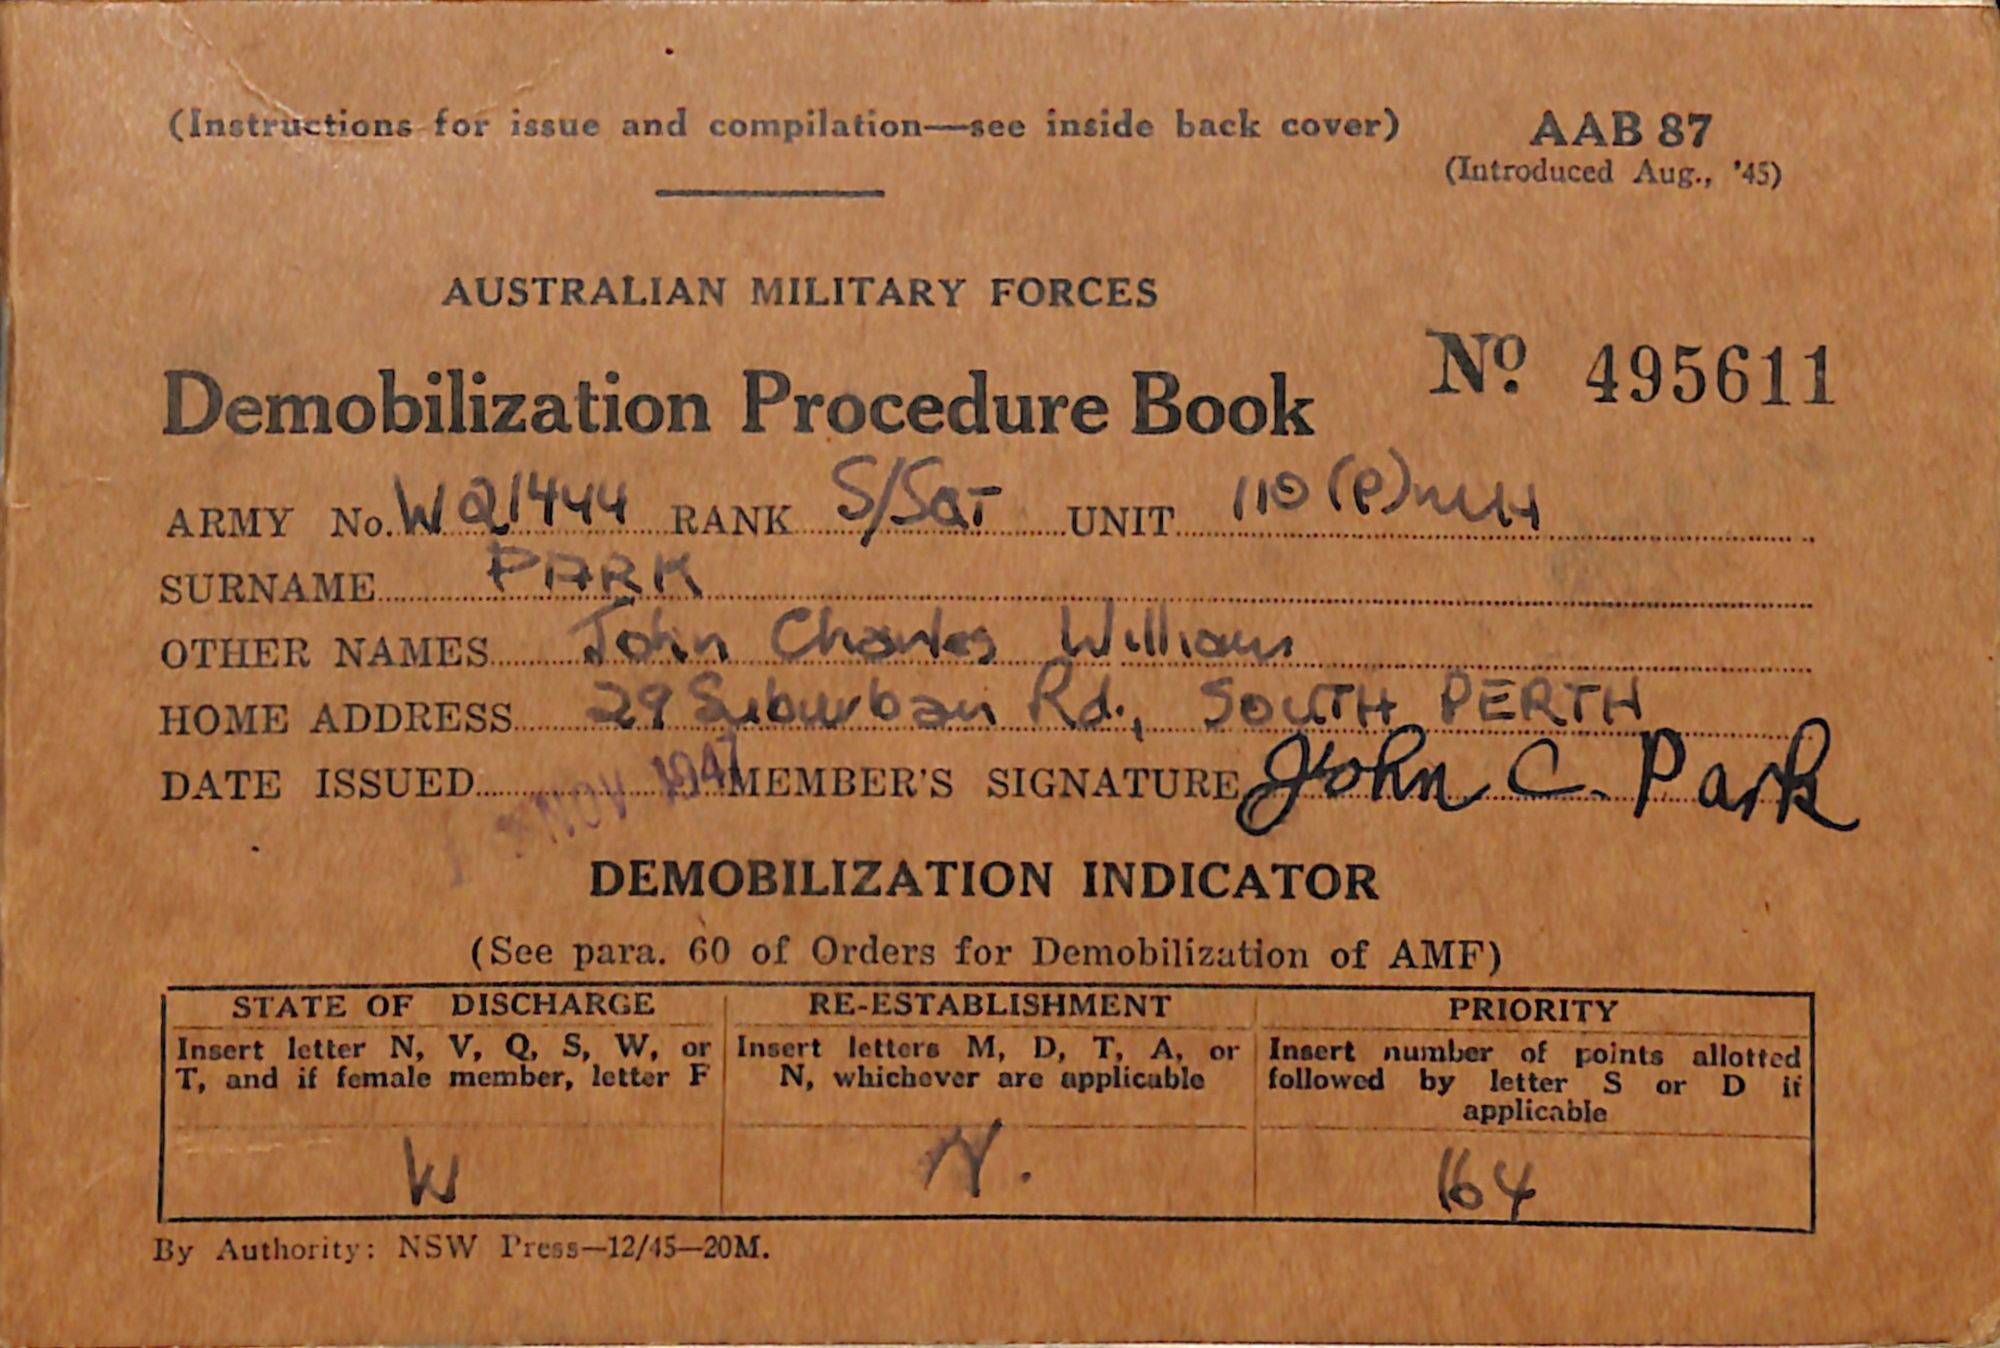 (Instructions for issue and compilation—see inside back cover)
AAB 87
(Introduced Aug., '45)
AUSTRALIAN MILITARY FORCES
Demobilization Procedure Book
No. 495611
ARMY No. WQ1444 RANK S/SGT UNIT 110 (P) MH
SURNAME PARK
OTHER NAMES John Charles William
HOME ADDRESS 29 Suburban Rd., SOUTH PERTH
DATE ISSUED NOV 1947 MEMBER'S SIGNATURE John C. Park
DEMOBILIZATION INDICATOR
(See para. 60 of Orders for Demobilization of AMF)
STATE OF DISCHARGE
Insert letter N, V, Q, S, W, or
T, and if female member, letter F
W
RE-ESTABLISHMENT
Insert letters M, D, T, A, or
N, whichever are applicable
N.
PRIORITY
Insert number of points allotted
followed by letter S or D if
applicable
164
By Authority: NSW Press—12/45—20M.